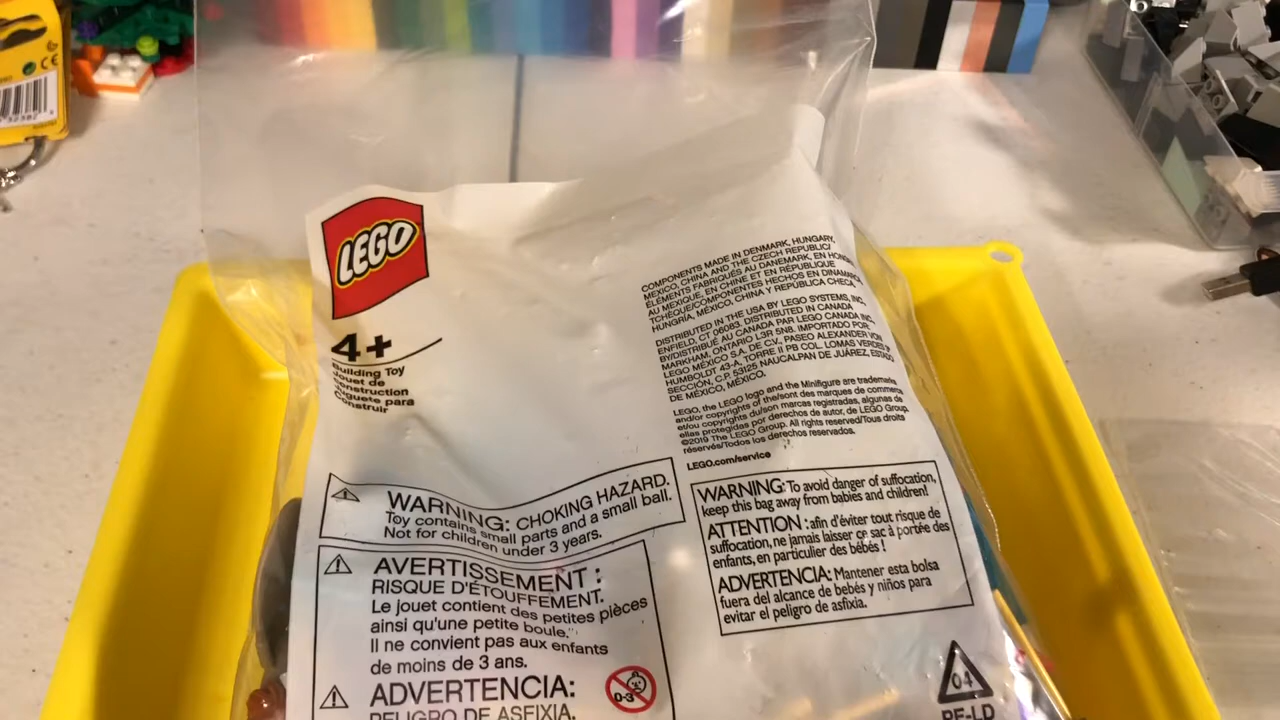 LEGO
4+
Building Toy
Jouet de
Construction
Juguete para
Construir
COMPONENTS MADE IN DENMARK, HUNGARY,
MEXICO, CHINA AND THE CZECH REPUBLIC/
ÉLÉMENTS FABRIQUÉS AU DANEMARK, EN HONGRIE,
AU MEXIQUE, EN CHINE ET EN RÉPUBLIQUE
TCHÈQUE/COMPONENTES HECHOS EN DINAMARCA,
HUNGRÍA, MÉXICO, CHINA Y REPÚBLICA CHECA.
DISTRIBUTED IN THE USA BY LEGO SYSTEMS, INC.,
ENFIELD, CT 06083. DISTRIBUTED IN CANADA
BY/DISTRIBUÉ AU CANADA PAR LEGO CANADA INC.,
MARKHAM, ONTARIO L3R 5N8. IMPORTADO POR:
LEGO MÉXICO S.A. DE C.V., PASEO ALEXANDER VON
HUMBOLDT 43-A, TORRE II PB COL. LOMAS VERDES
SECCIÓN, C.P. 53125 NAUCALPAN DE JUÁREZ, ESTADO
DE MÉXICO, MÉXICO.
LEGO, the LEGO logo and the Minifigure are trademarks
and/or copyrights of the/sont des marques de commerce
et/ou copyrights du/son marcas registradas, algunas de
ellas protegidas por derechos de autor, de LEGO Group.
©2019 The LEGO Group. All rights reserved/Tous droits
réservés/Todos los derechos reservados.
LEGO.com/service
WARNING: CHOKING HAZARD.
Toy contains small parts and a small ball.
Not for children under 3 years.
AVERTISSEMENT :
RISQUE D'ÉTOUFFEMENT.
Le jouet contient des petites pièces
ainsi qu'une petite boule.
Il ne convient pas aux enfants
de moins de 3 ans.
ADVERTENCIA:
PELIGRO DE ASFIXIA.
0-3
WARNING: To avoid danger of suffocation,
keep this bag away from babies and children!
ATTENTION : afin d'éviter tout risque de
suffocation, ne jamais laisser ce sac à portée des
enfants, en particulier des bébés !
ADVERTENCIA: Mantener esta bolsa
fuera del alcance de bebés y niños para
evitar el peligro de asfixia.
04
PE-LD